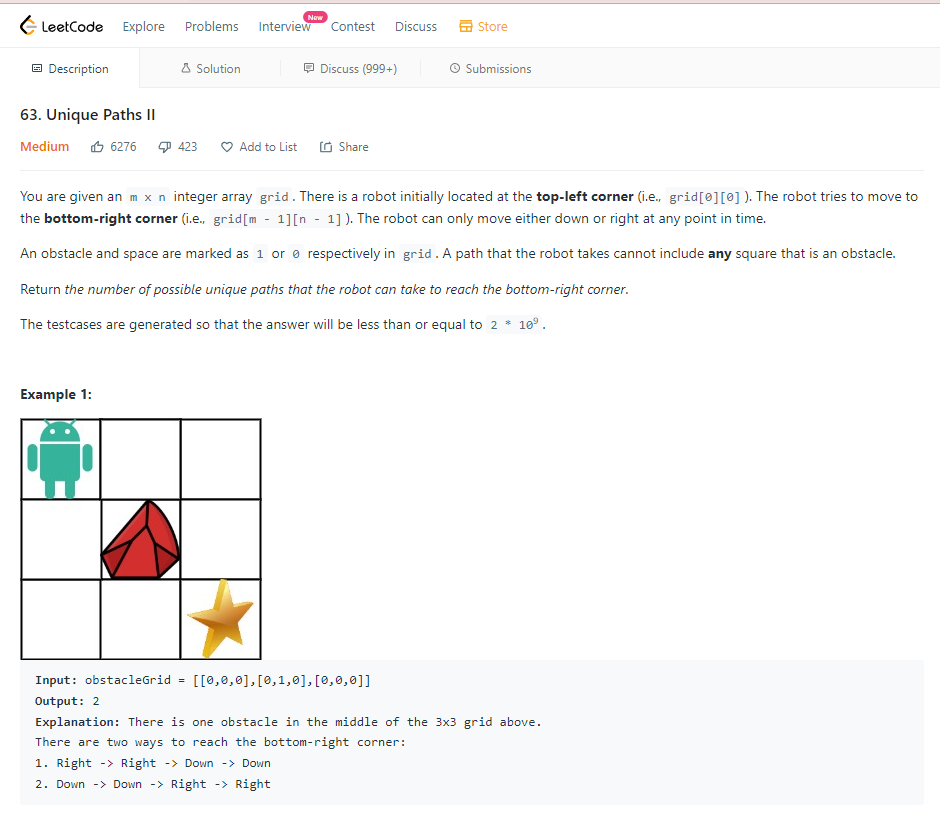 LeetCode Explore Problems Interview New Contest Discuss Store
Description Solution Discuss (999+) Submissions
63. Unique Paths II
Medium 6276 423 Add to List Share
You are given an m x n integer array grid. There is a robot initially located at the top-left corner (i.e., grid[0][0]). The robot tries to move to
the bottom-right corner (i.e., grid[m - 1][n - 1]). The robot can only move either down or right at any point in time.
An obstacle and space are marked as 1 or 0 respectively in grid. A path that the robot takes cannot include any square that is an obstacle.
Return the number of possible unique paths that the robot can take to reach the bottom-right corner.
The testcases are generated so that the answer will be less than or equal to 2 * 10⁹.
Example 1:
Input: obstacleGrid = [[0,0,0],[0,1,0],[0,0,0]]
Output: 2
Explanation: There is one obstacle in the middle of the 3x3 grid above.
There are two ways to reach the bottom-right corner:
1. Right -> Right -> Down -> Down
2. Down -> Down -> Right -> Right